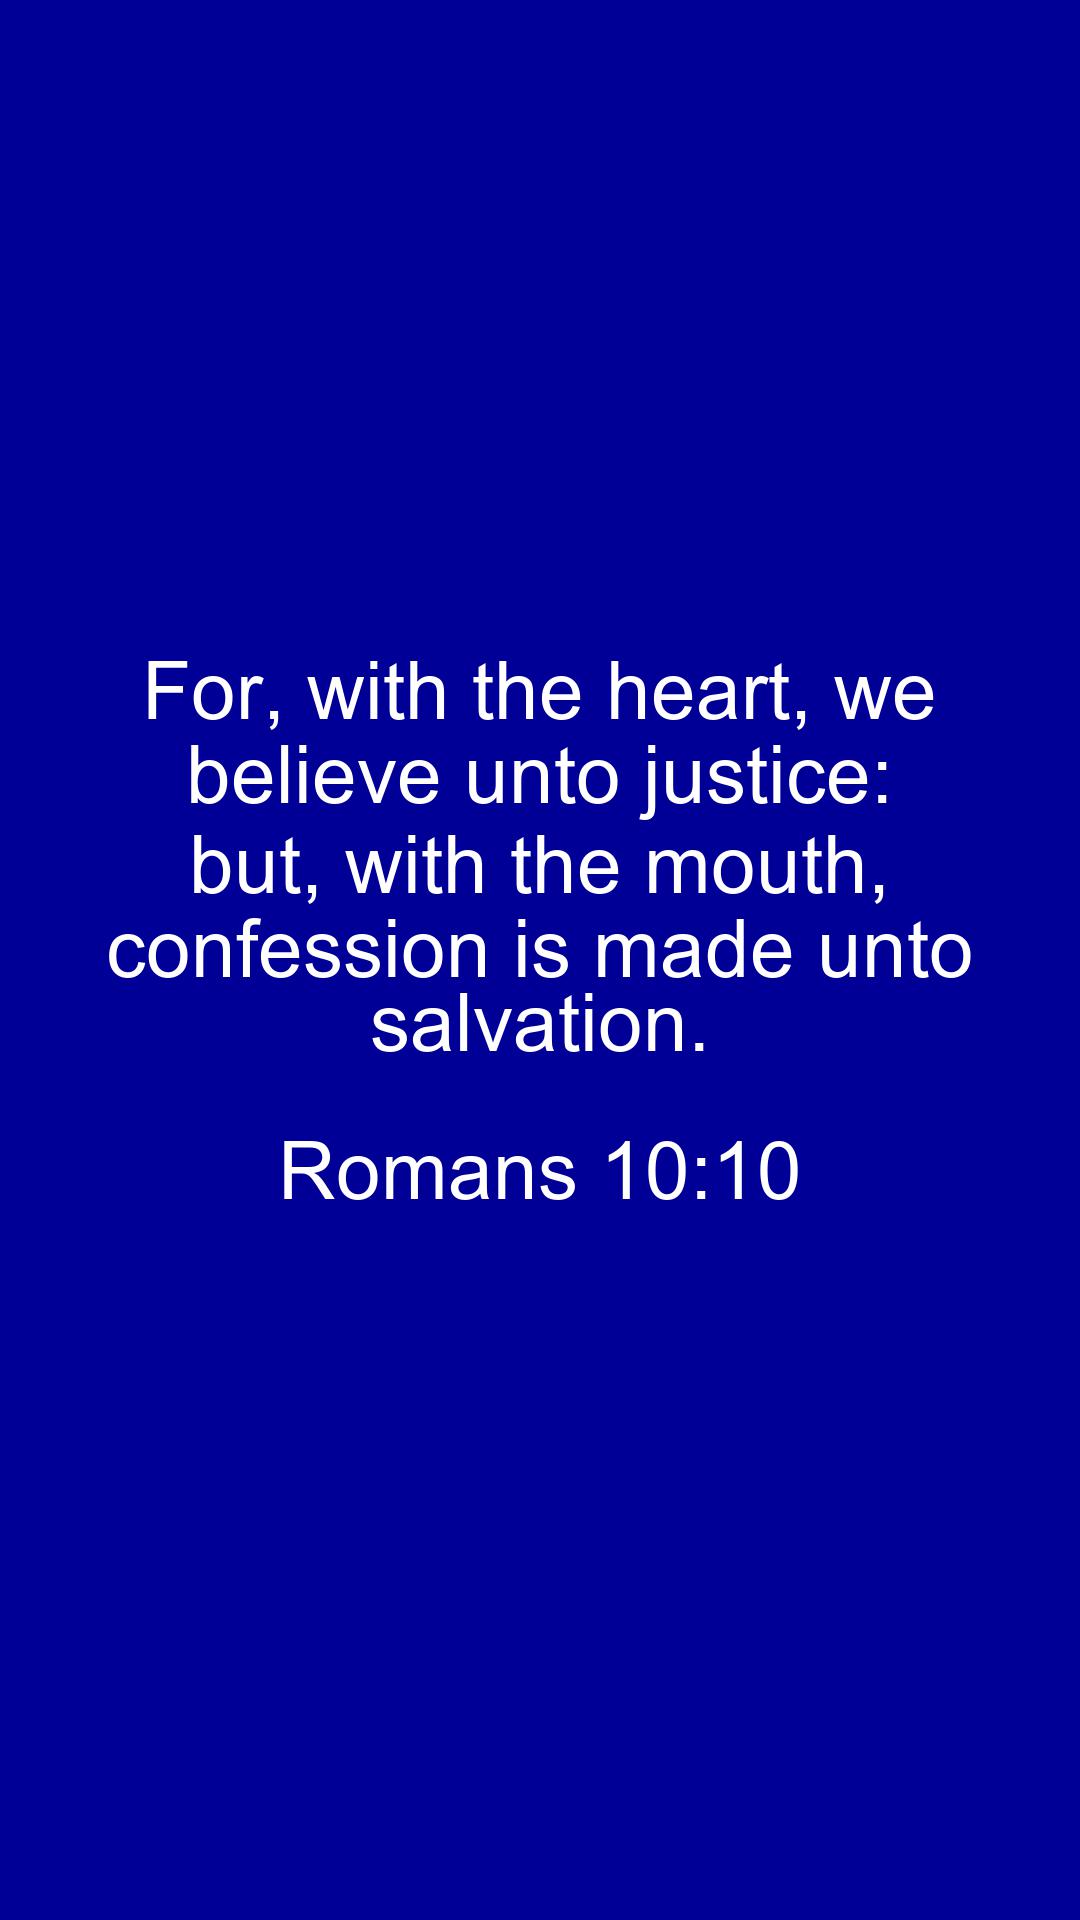 For, with the heart, we
believe unto justice:
but, with the mouth,
confession is made unto
salvation.
Romans 10:10